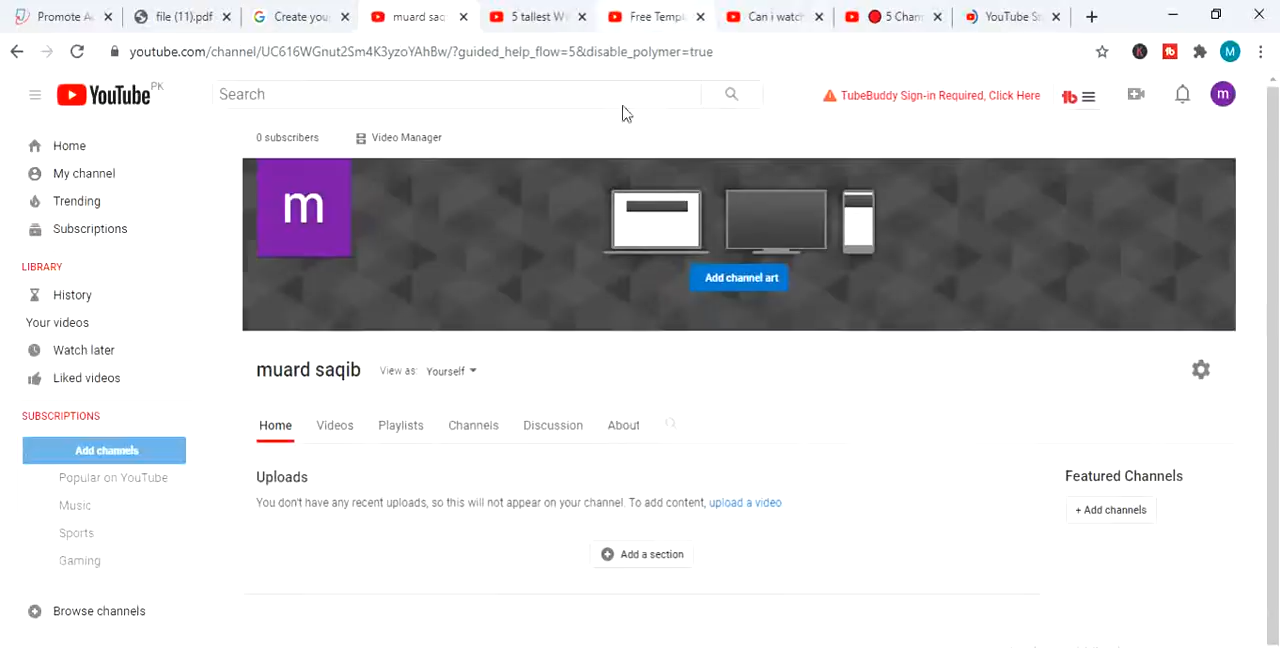 Promote A
file (11).pdf
Create you
muard saq
5 tallest W
Free Templ
Can i watch
5 Cham
YouTube St
youtube.com/channel/UC616WGnut2Sm4K3yzoYAhBw/?guided_help_flow=5&disable_polymer=true
YouTube PK
Search
TubeBuddy Sign-in Required, Click Here
tb
m
M
K
0 subscribers
Video Manager
Home
My channel
Trending
Subscriptions
LIBRARY
History
Your videos
Watch later
Liked videos
SUBSCRIPTIONS
Add channels
Popular on YouTube
Music
Sports
Gaming
Browse channels
m
Add channel art
muard saqib
View as: Yourself
Home Videos Playlists Channels Discussion About
Uploads
You don't have any recent uploads, so this will not appear on your channel. To add content, upload a video
Add a section
Featured Channels
+ Add channels